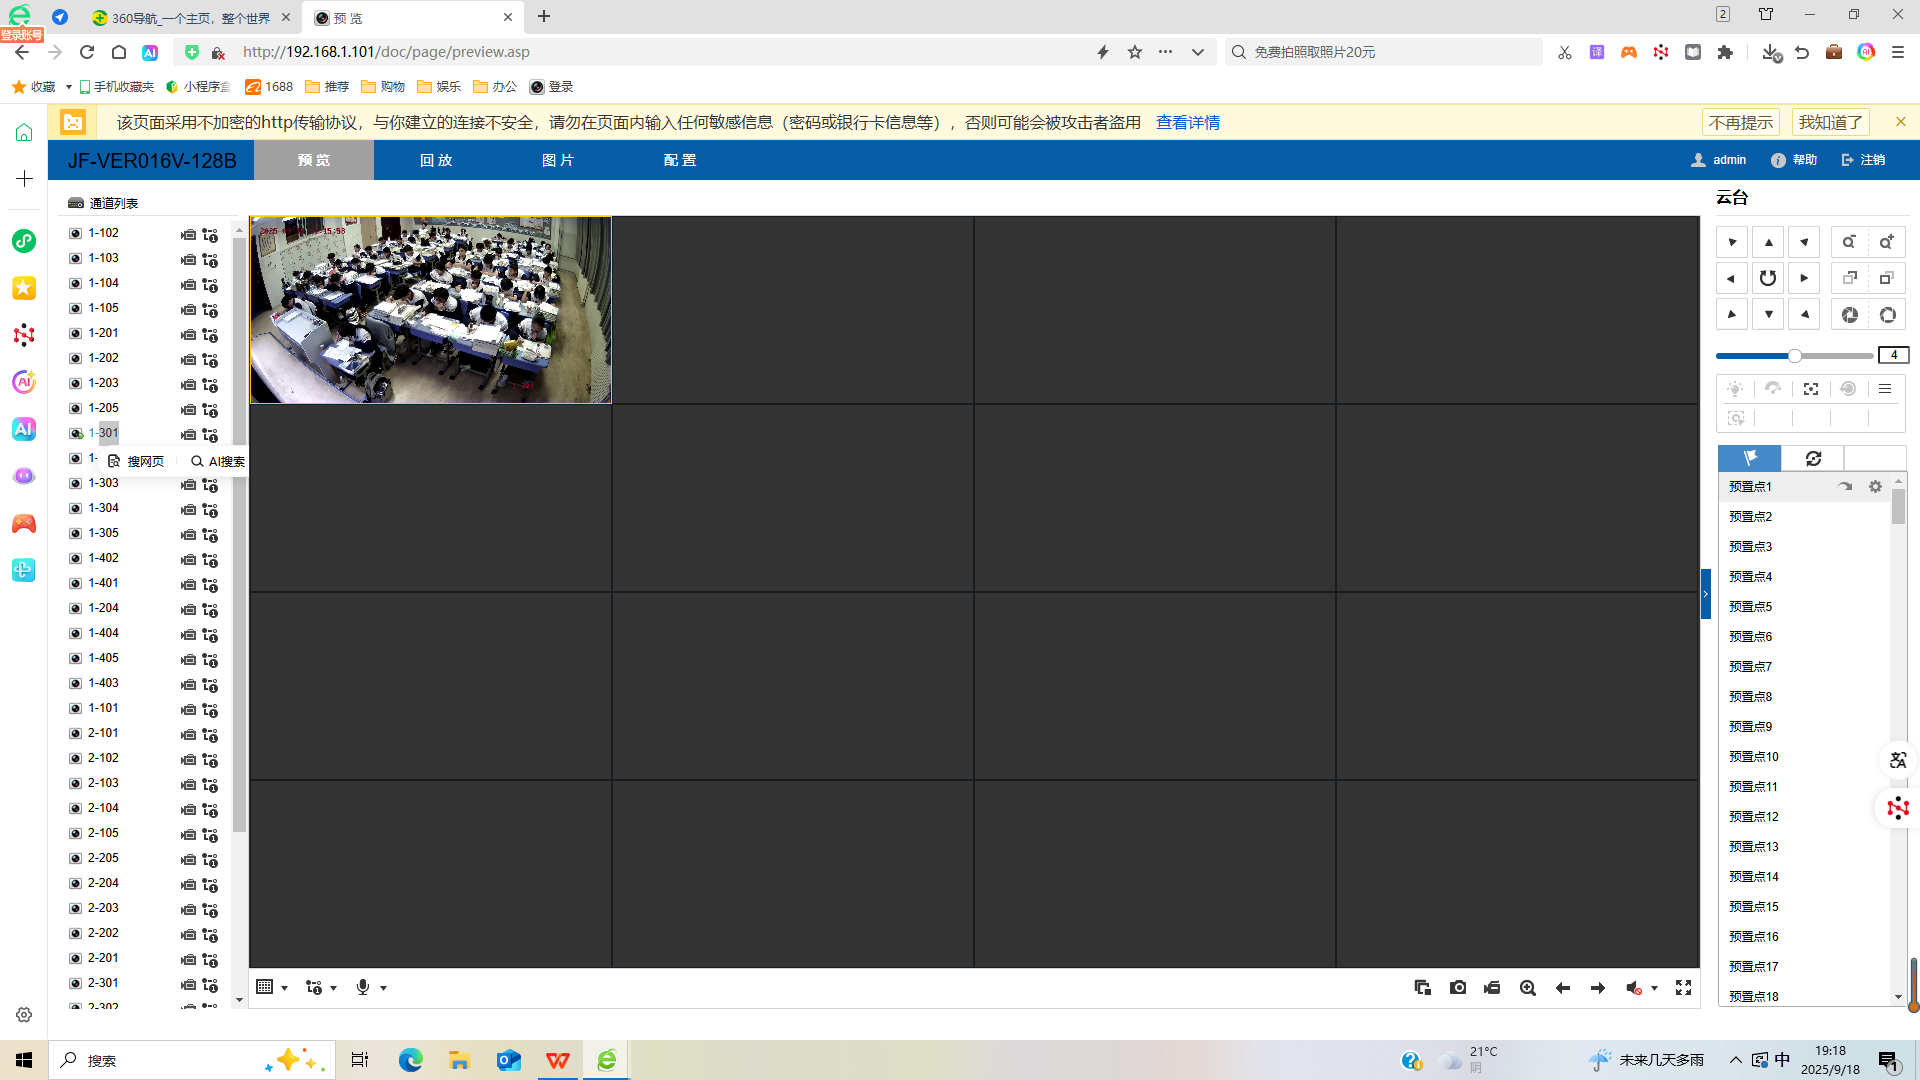 登录账号
360导航_一个主页，整个世界
预 览
2
http://192.168.1.101/doc/page/preview.asp
免费拍照取照片20元
收藏
手机收藏夹
小程序盒
1688
推荐
购物
娱乐
办公
登录
该页面采用不加密的http传输协议，与你建立的连接不安全，请勿在页面内输入任何敏感信息（密码或银行卡信息等），否则可能会被攻击者盗用
查看详情
不再提示
我知道了
JF-VER016V-128B
预 览
回 放
图 片
配 置
admin
帮助
注销
通道列表
1-102
1-103
1-104
1-105
1-201
1-202
1-203
1-205
1-301
1-
搜网页
AI搜索
1-303
1-304
1-305
1-402
1-401
1-204
1-404
1-405
1-403
1-101
2-101
2-102
2-103
2-104
2-105
2-205
2-204
2-203
2-202
2-201
2-301
2-302
云台
4
预置点1
预置点2
预置点3
预置点4
预置点5
预置点6
预置点7
预置点8
预置点9
预置点10
预置点11
预置点12
预置点13
预置点14
预置点15
预置点16
预置点17
预置点18
搜索
21°C
阴
未来几天多雨
中
19:18
2025/9/18
1